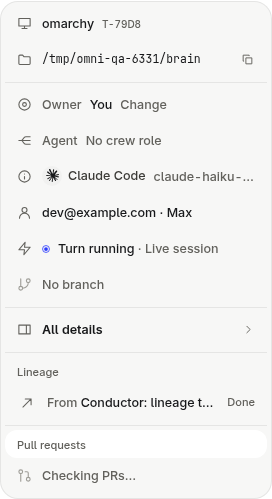 omarchy T-79D8
/tmp/omni-qa-6331/brain
Owner You Change
Agent No crew role
Claude Code claude-haiku-...
dev@example.com · Max
Turn running · Live session
No branch
All details
Lineage
From Conductor: lineage t... Done
Pull requests
Checking PRs...